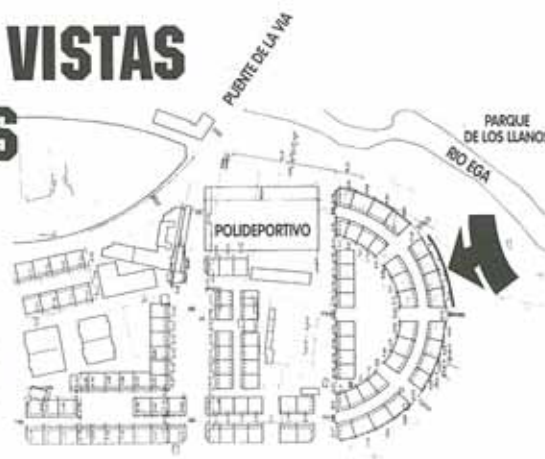 VISTAS
S
PUENTE DE LA VIA
PARQUE
DE LOS LLANOS
RIO EGA
POLIDEPORTIVO